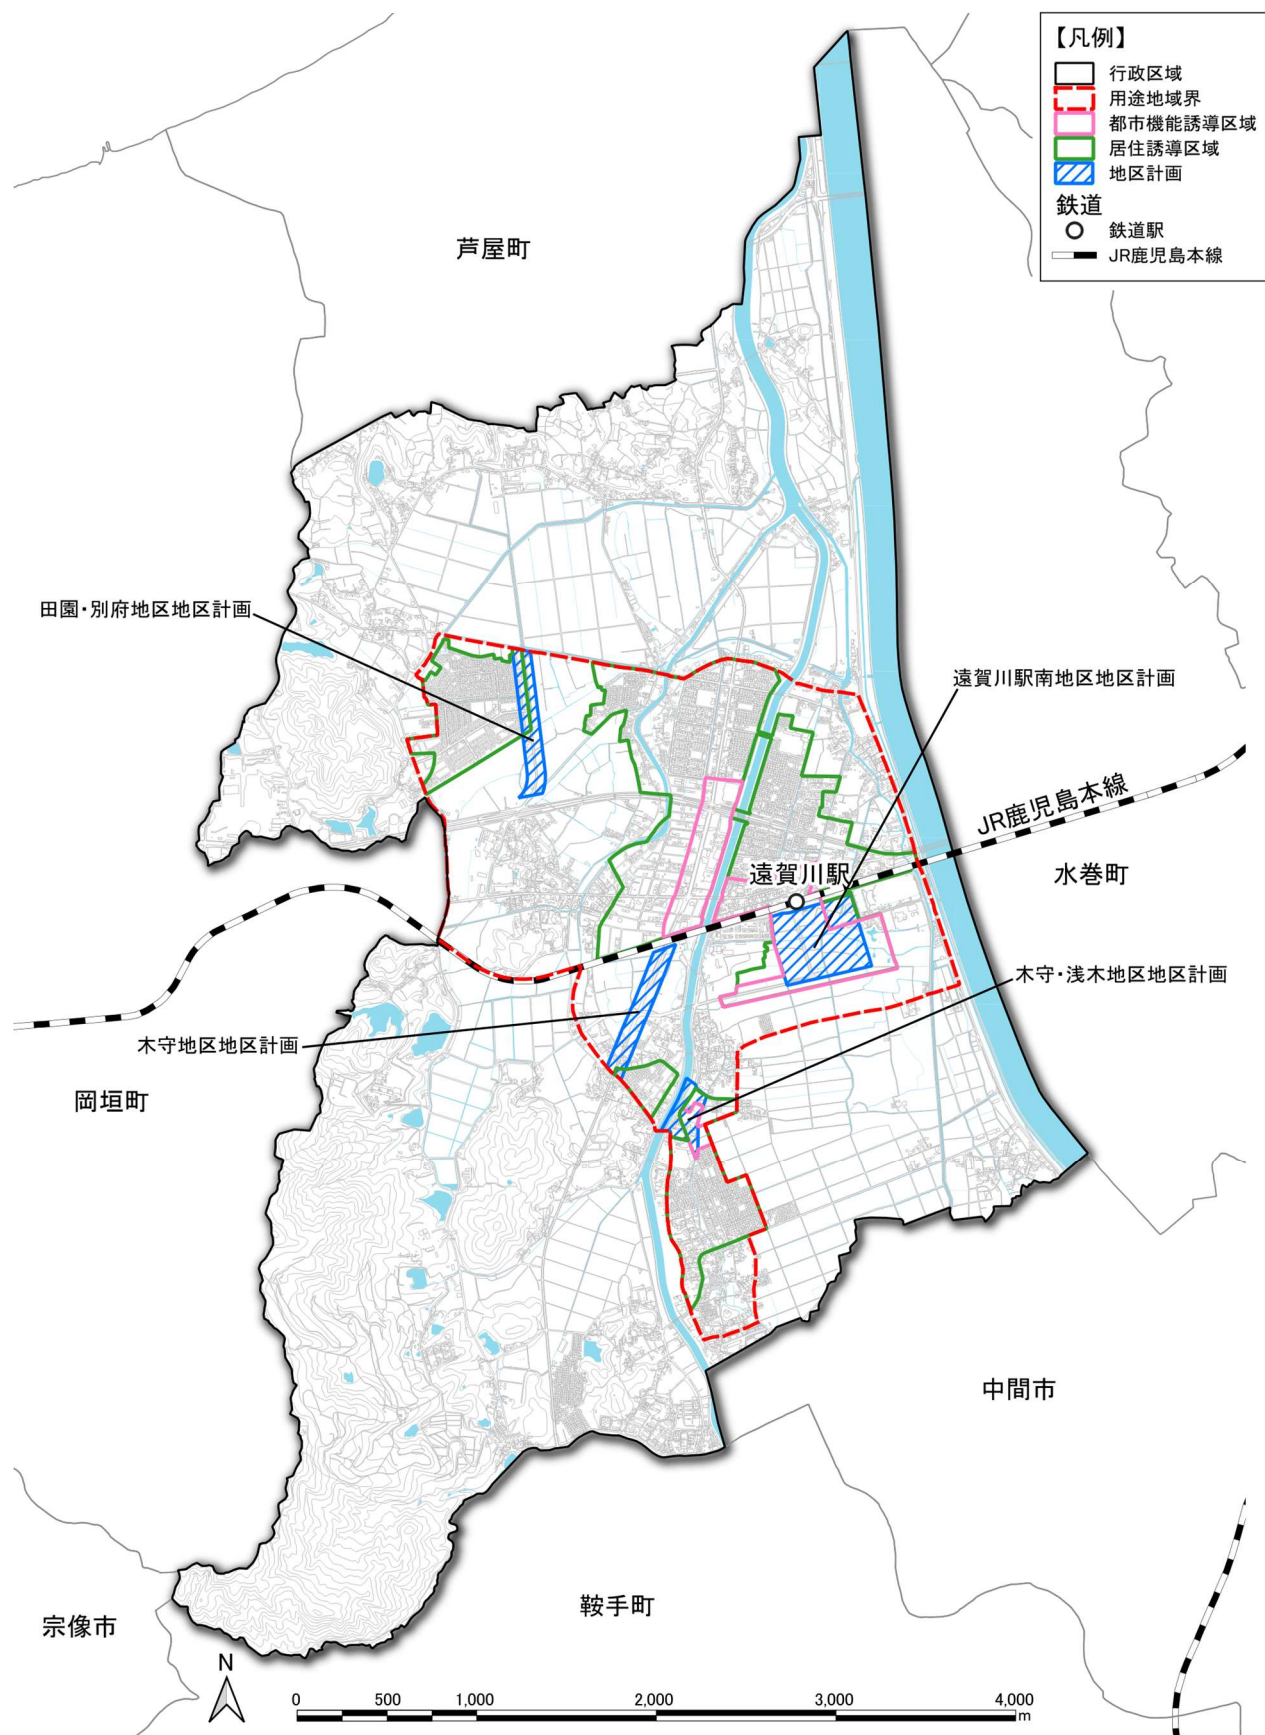 【凡例】
行政区域
用途地域界
都市機能誘導区域
居住誘導区域
地区計画
鉄道
鉄道駅
JR鹿児島本線
芦屋町
田園・別府地区地区計画
遠賀川駅南地区地区計画
JR鹿児島本線
遠賀川駅
水巻町
木守・浅木地区地区計画
木守地区地区計画
岡垣町
中間市
鞍手町
宗像市
N
0 500 1,000 2,000 3,000 4,000
m